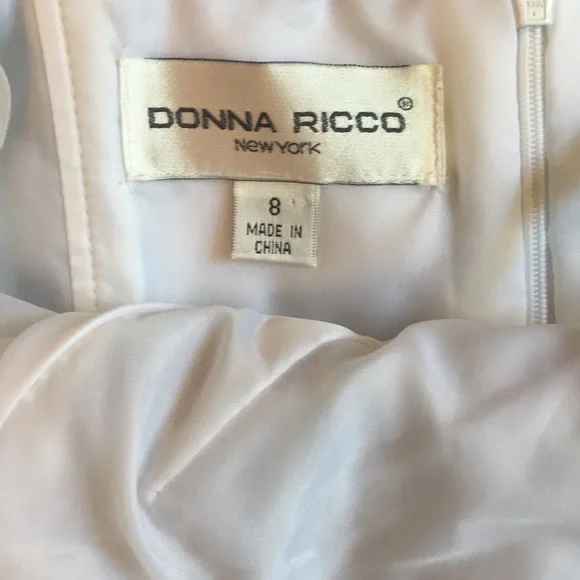 DONNA RICCO®
New York
8
MADE IN
CHINA